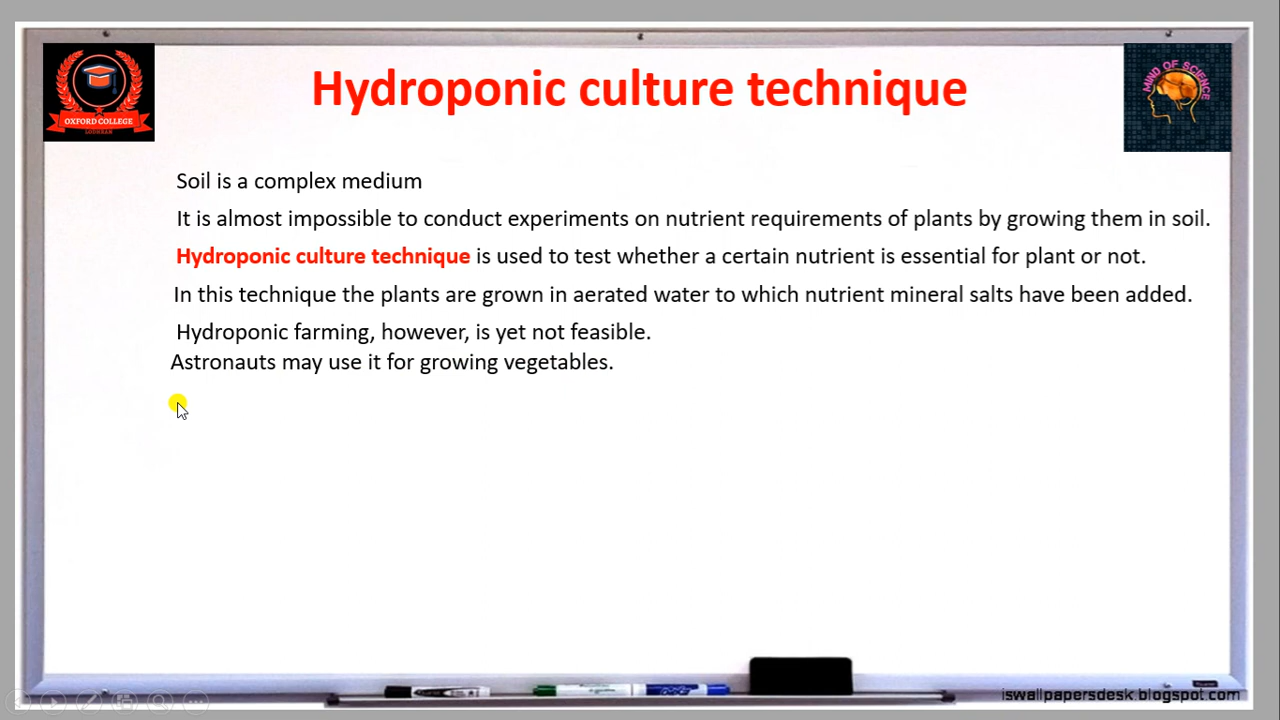 Hydroponic culture technique
OXFORD COLLEGE
LODHRAN
MIND OF SCIENCE
Soil is a complex medium
It is almost impossible to conduct experiments on nutrient requirements of plants by growing them in soil.
Hydroponic culture technique is used to test whether a certain nutrient is essential for plant or not.
In this technique the plants are grown in aerated water to which nutrient mineral salts have been added.
Hydroponic farming, however, is yet not feasible.
Astronauts may use it for growing vegetables.
iswallpapersdesk.blogspot.com